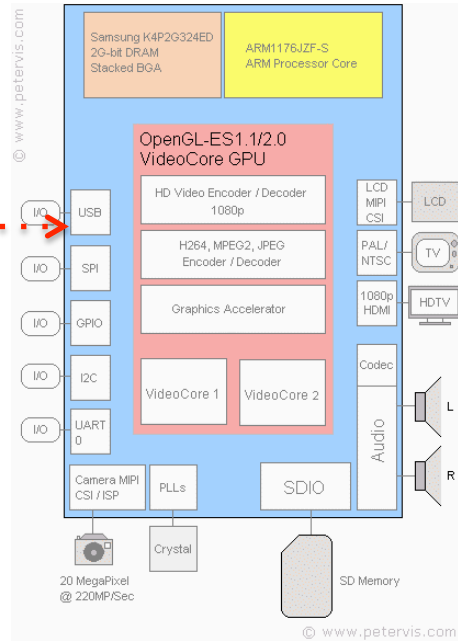 © www.petervis.com
Samsung K4P2G324ED
2G-bit DRAM
Stacked BGA
ARM1176JZF-S
ARM Processor Core
OpenGL-ES1.1/2.0
VideoCore GPU
HD Video Encoder / Decoder
1080p
H264, MPEG2, JPEG
Encoder / Decoder
Graphics Accelerator
VideoCore 1
VideoCore 2
I/O
USB
I/O
SPI
I/O
GPIO
I/O
I2C
I/O
UART
0
LCD
MIPI
CSI
LCD
PAL/
NTSC
TV
1080p
HDMI
HDTV
Codec
Audio
L
R
Camera MIPI
CSI / ISP
PLLs
SDIO
Crystal
20 MegaPixel
@ 220MP/Sec
SD Memory
© www.petervis.com